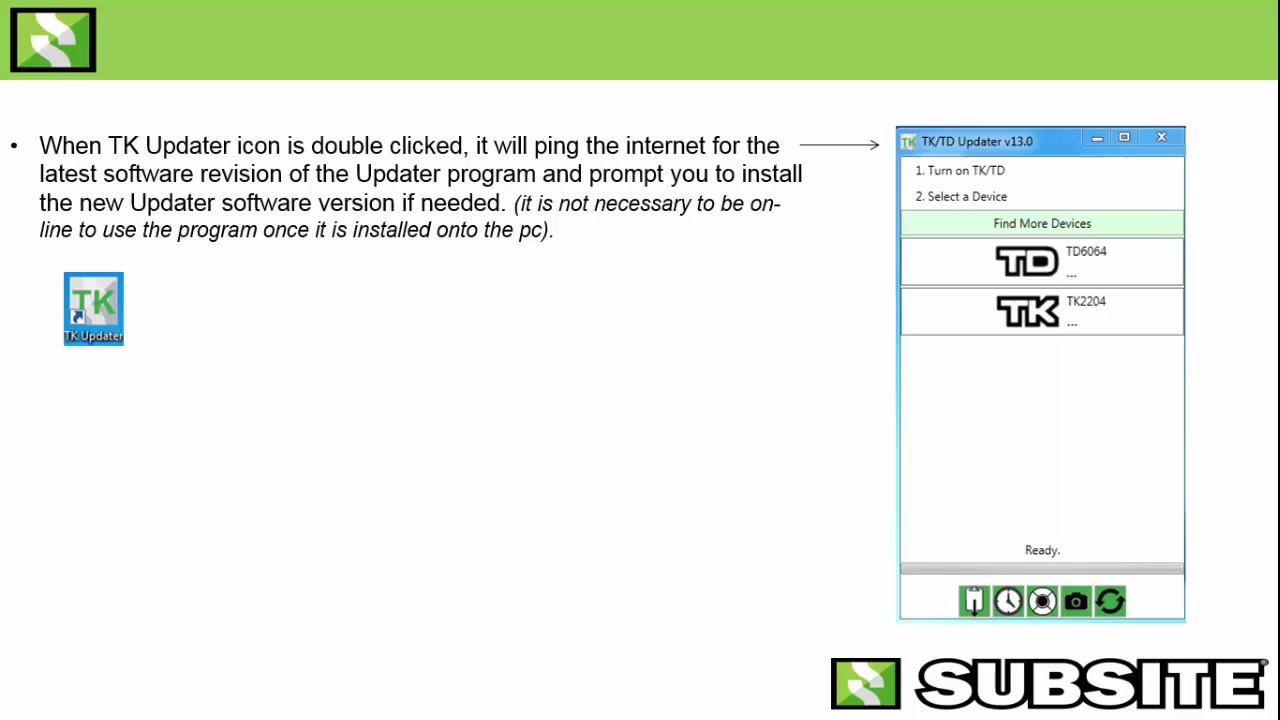 • When TK Updater icon is double clicked, it will ping the internet for the
latest software revision of the Updater program and prompt you to install
the new Updater software version if needed. (it is not necessary to be on-
line to use the program once it is installed onto the pc).
TK
TK Updater
TK TK/TD Updater v13.0
1. Turn on TK/TD
2. Select a Device
Find More Devices
TD TD6064
---
TK TK2204
---
Ready.
SUBSITE®